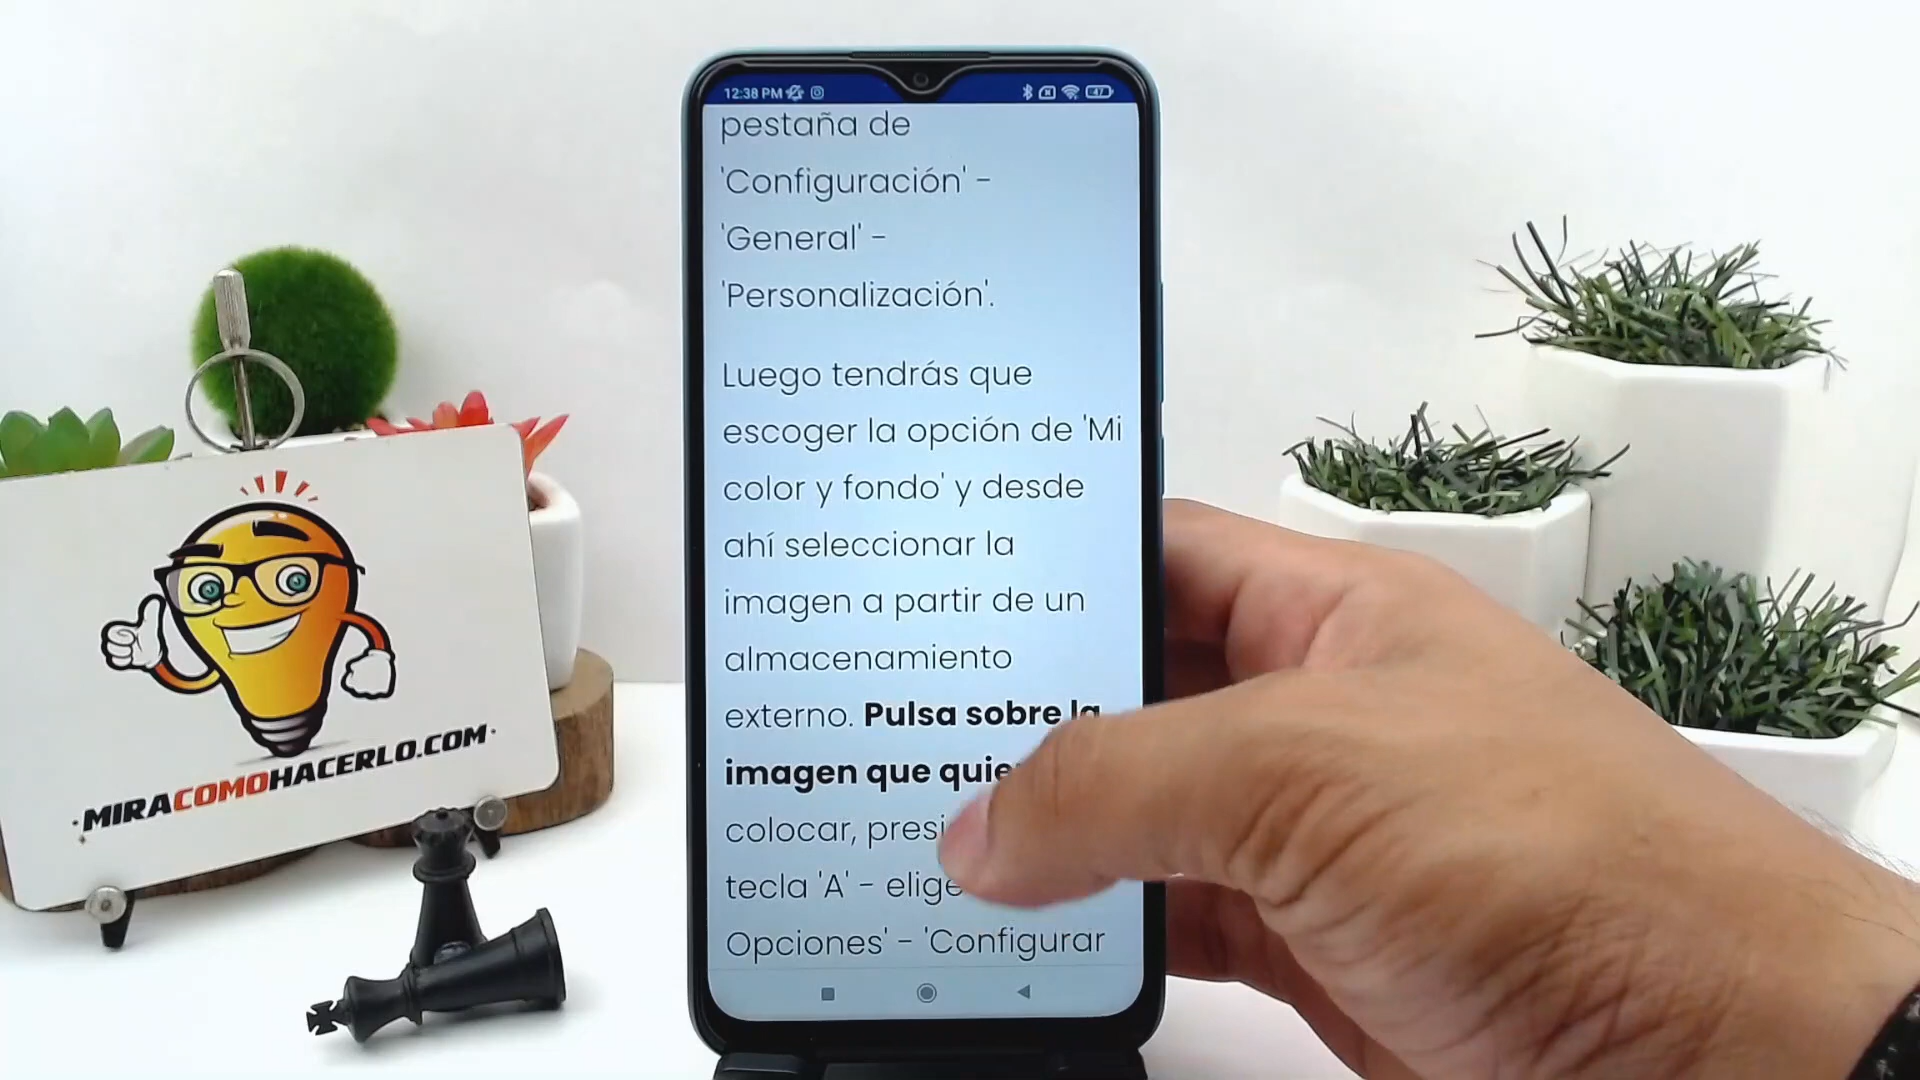 12:38 PM
47
pestaña de
'Configuración' -
'General' -
'Personalización'.
Luego tendrás que
escoger la opción de 'Mi
color y fondo' y desde
ahí seleccionar la
imagen a partir de un
almacenamiento
externo. Pulsa sobre la
imagen que
colocar,
tecla 'A' - elige
Opciones' - 'Configurar
·MIRACOMOHACERLO.COM·